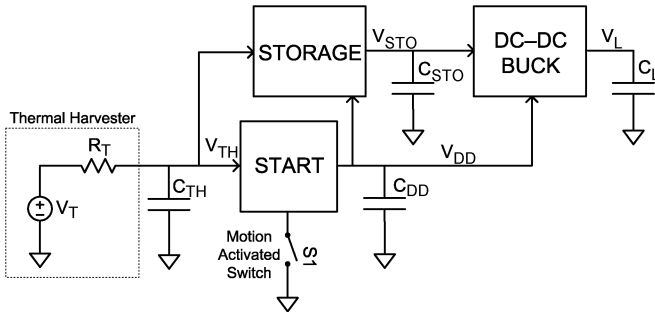 STORAGE
V_STO
C_STO
DC–DC
BUCK
V_L
C_L
Thermal Harvester
R_T
V_T
C_TH
V_TH
START
V_DD
C_DD
Motion
Activated
Switch
S1